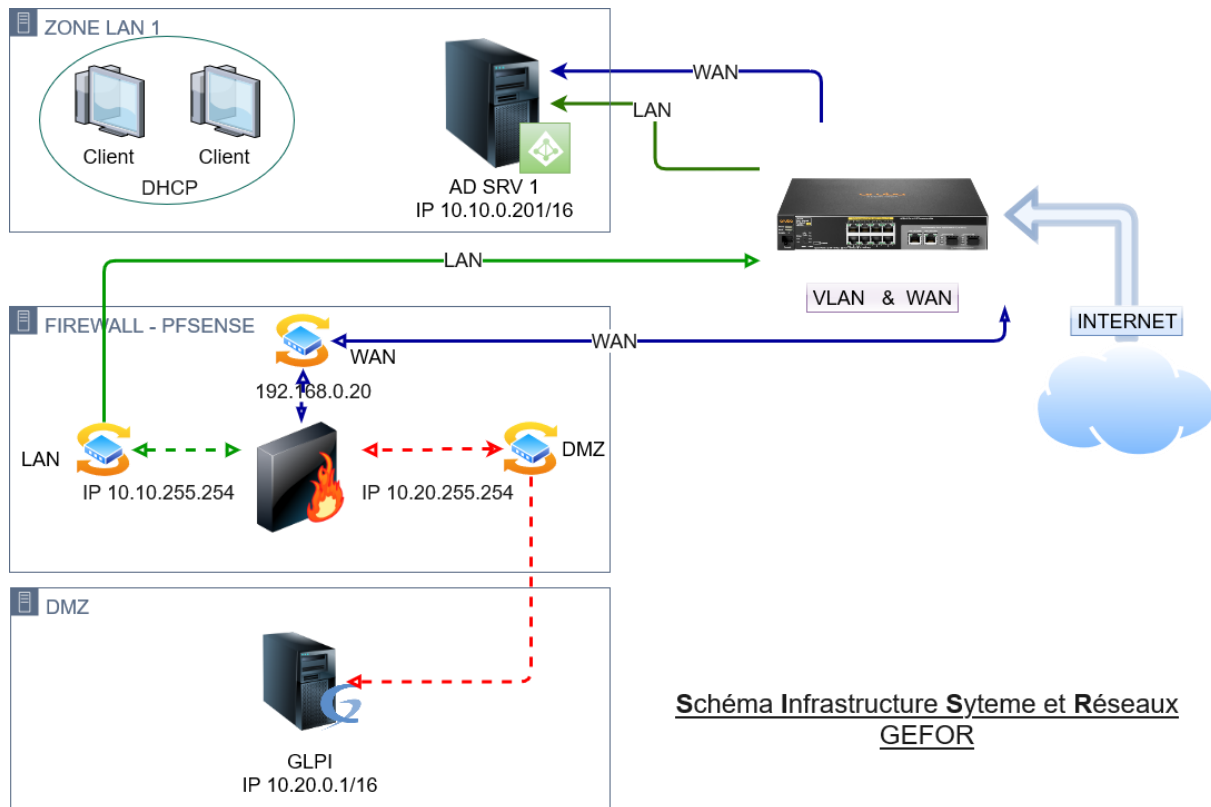 ZONE LAN 1
Client
Client
DHCP
AD SRV 1
IP 10.10.0.201/16
WAN
LAN
LAN
VLAN & WAN
INTERNET
FIREWALL - PFSENSE
WAN
WAN
192.168.0.20
LAN
DMZ
IP 10.10.255.254
IP 10.20.255.254
DMZ
GLPI
IP 10.20.0.1/16
Schéma Infrastructure Syteme et Réseaux
GEFOR